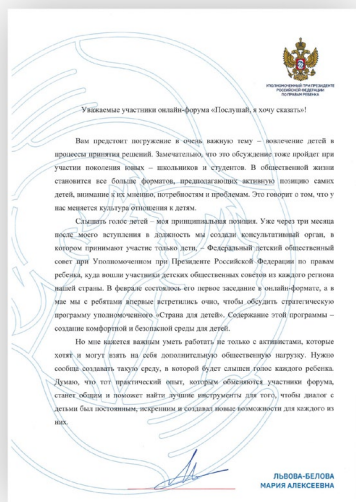 УПОЛНОМОЧЕННЫЙ ПРИ ПРЕЗИДЕНТЕ
РОССИЙСКОЙ ФЕДЕРАЦИИ
ПО ПРАВАМ РЕБЕНКА
Уважаемые участники онлайн-форума «Послушай, я хочу сказать»!
Вам предстоит погружение в очень важную тему – вовлечение детей в
процессы принятия решений. Замечательно, что это обсуждение тоже пройдет при
участии поколения юных – школьников и студентов. В общественной жизни
становится все больше форматов, предполагающих активную позицию самих
детей, внимание к их мнению, потребностям и проблемам. Это говорит о том, что у
нас меняется культура отношения к детям.
Слышать голос детей – моя принципиальная позиция. Уже через три месяца
после моего вступления в должность мы создали консультативный орган, в
котором принимают участие только дети, – Федеральный детский общественный
совет при Уполномоченном при Президенте Российской Федерации по правам
ребенка, куда вошли участники детских общественных советов из каждого региона
нашей страны. В феврале состоялось его первое заседание в онлайн-формате, а в
мае мы с ребятами впервые встретились очно, чтобы обсудить стратегическую
программу уполномоченного «Страна для детей». Содержание этой программы –
создание комфортной и безопасной среды для детей.
Но мне кажется важным уметь работать не только с активистами, которые
хотят и могут взять на себя дополнительную общественную нагрузку. Нужно
сообща создавать такую среду, в которой будет слышен голос каждого ребенка.
Думаю, что тот практический опыт, которым обменяются участники форума,
станет общим и поможет найти лучшие инструменты для того, чтобы диалог с
детьми был постоянным, искренним и создавал новые возможности для каждого из
них.
ЛЬВОВА-БЕЛОВА
МАРИЯ АЛЕКСЕЕВНА